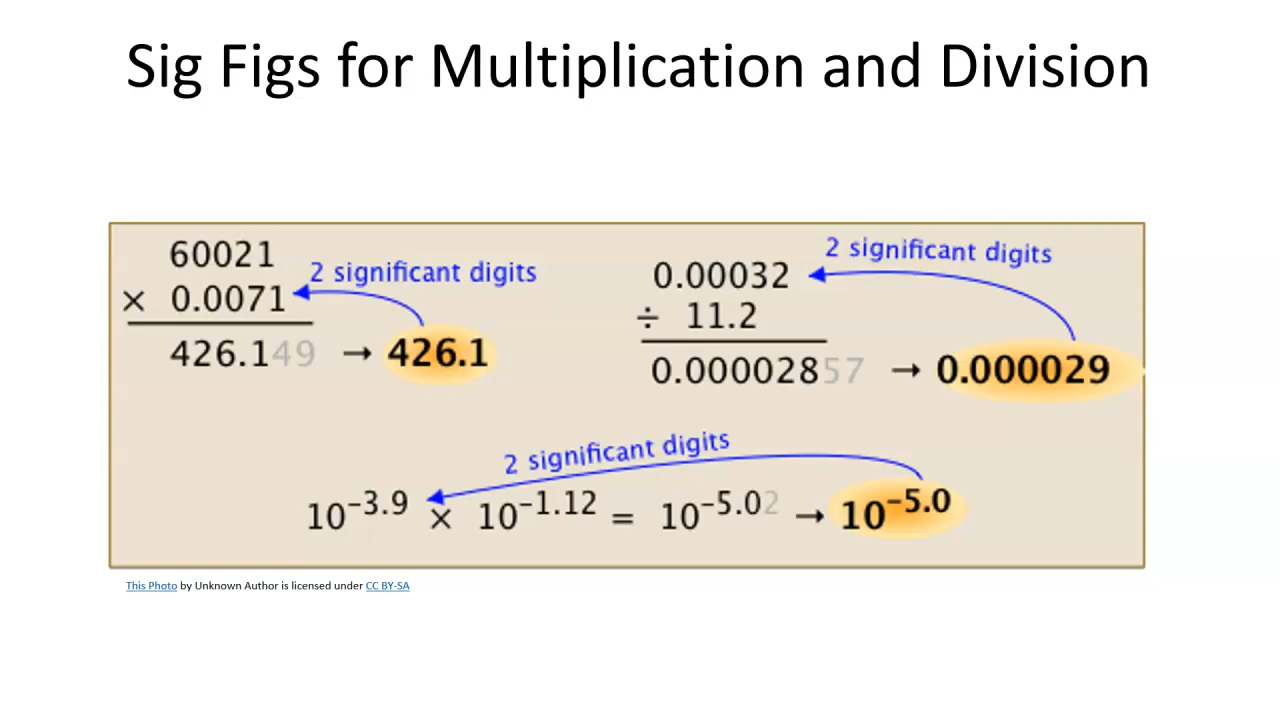 Sig Figs for Multiplication and Division
60021
× 0.0071
2 significant digits
426.149 → 426.1
0.00032
÷ 11.2
2 significant digits
0.00002857 → 0.000029
2 significant digits
10⁻³·⁹ × 10⁻¹·¹² = 10⁻⁵·⁰² → 10⁻⁵·⁰
This Photo by Unknown Author is licensed under CC BY-SA